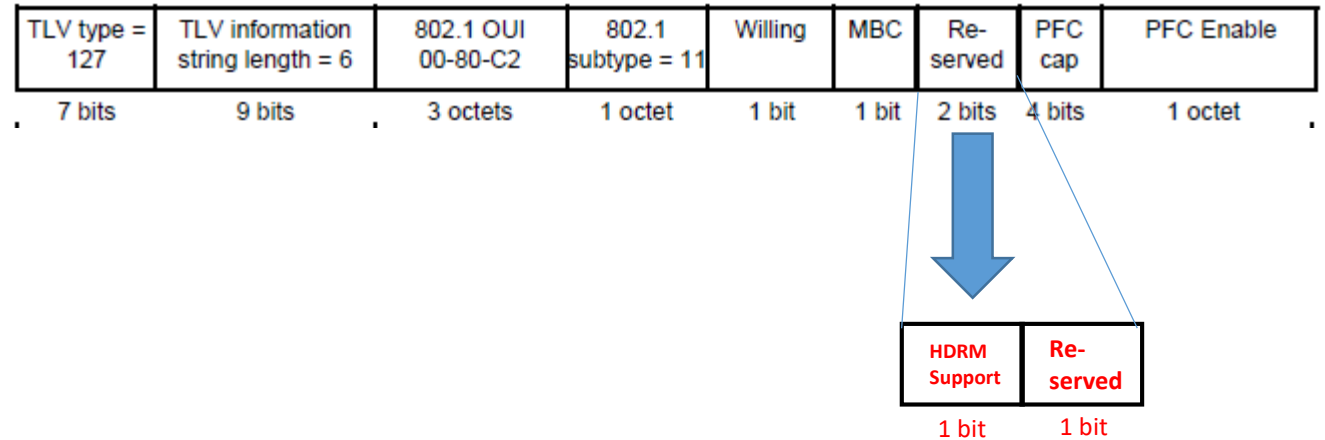 TLV type = 127
TLV information string length = 6
802.1 OUI 00-80-C2
802.1 subtype = 11
Willing
MBC
Re-served
PFC cap
PFC Enable
7 bits
9 bits
3 octets
1 octet
1 bit
1 bit
2 bits
4 bits
1 octet
HDRM Support
Re-served
1 bit
1 bit